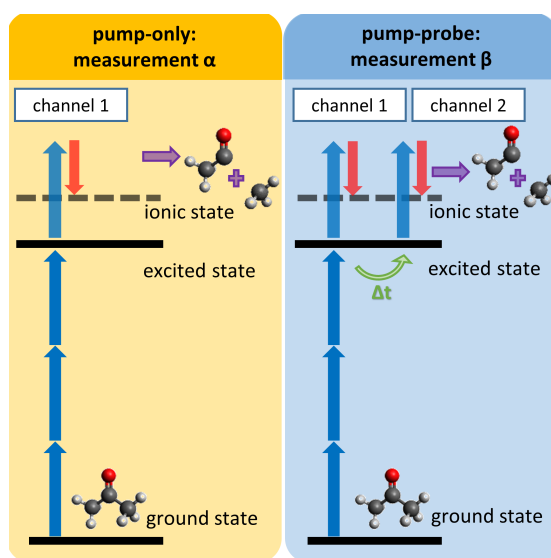 pump-only:
measurement α
channel 1
ionic state
excited state
ground state
pump-probe:
measurement β
channel 1
channel 2
ionic state
excited state
Δt
ground state